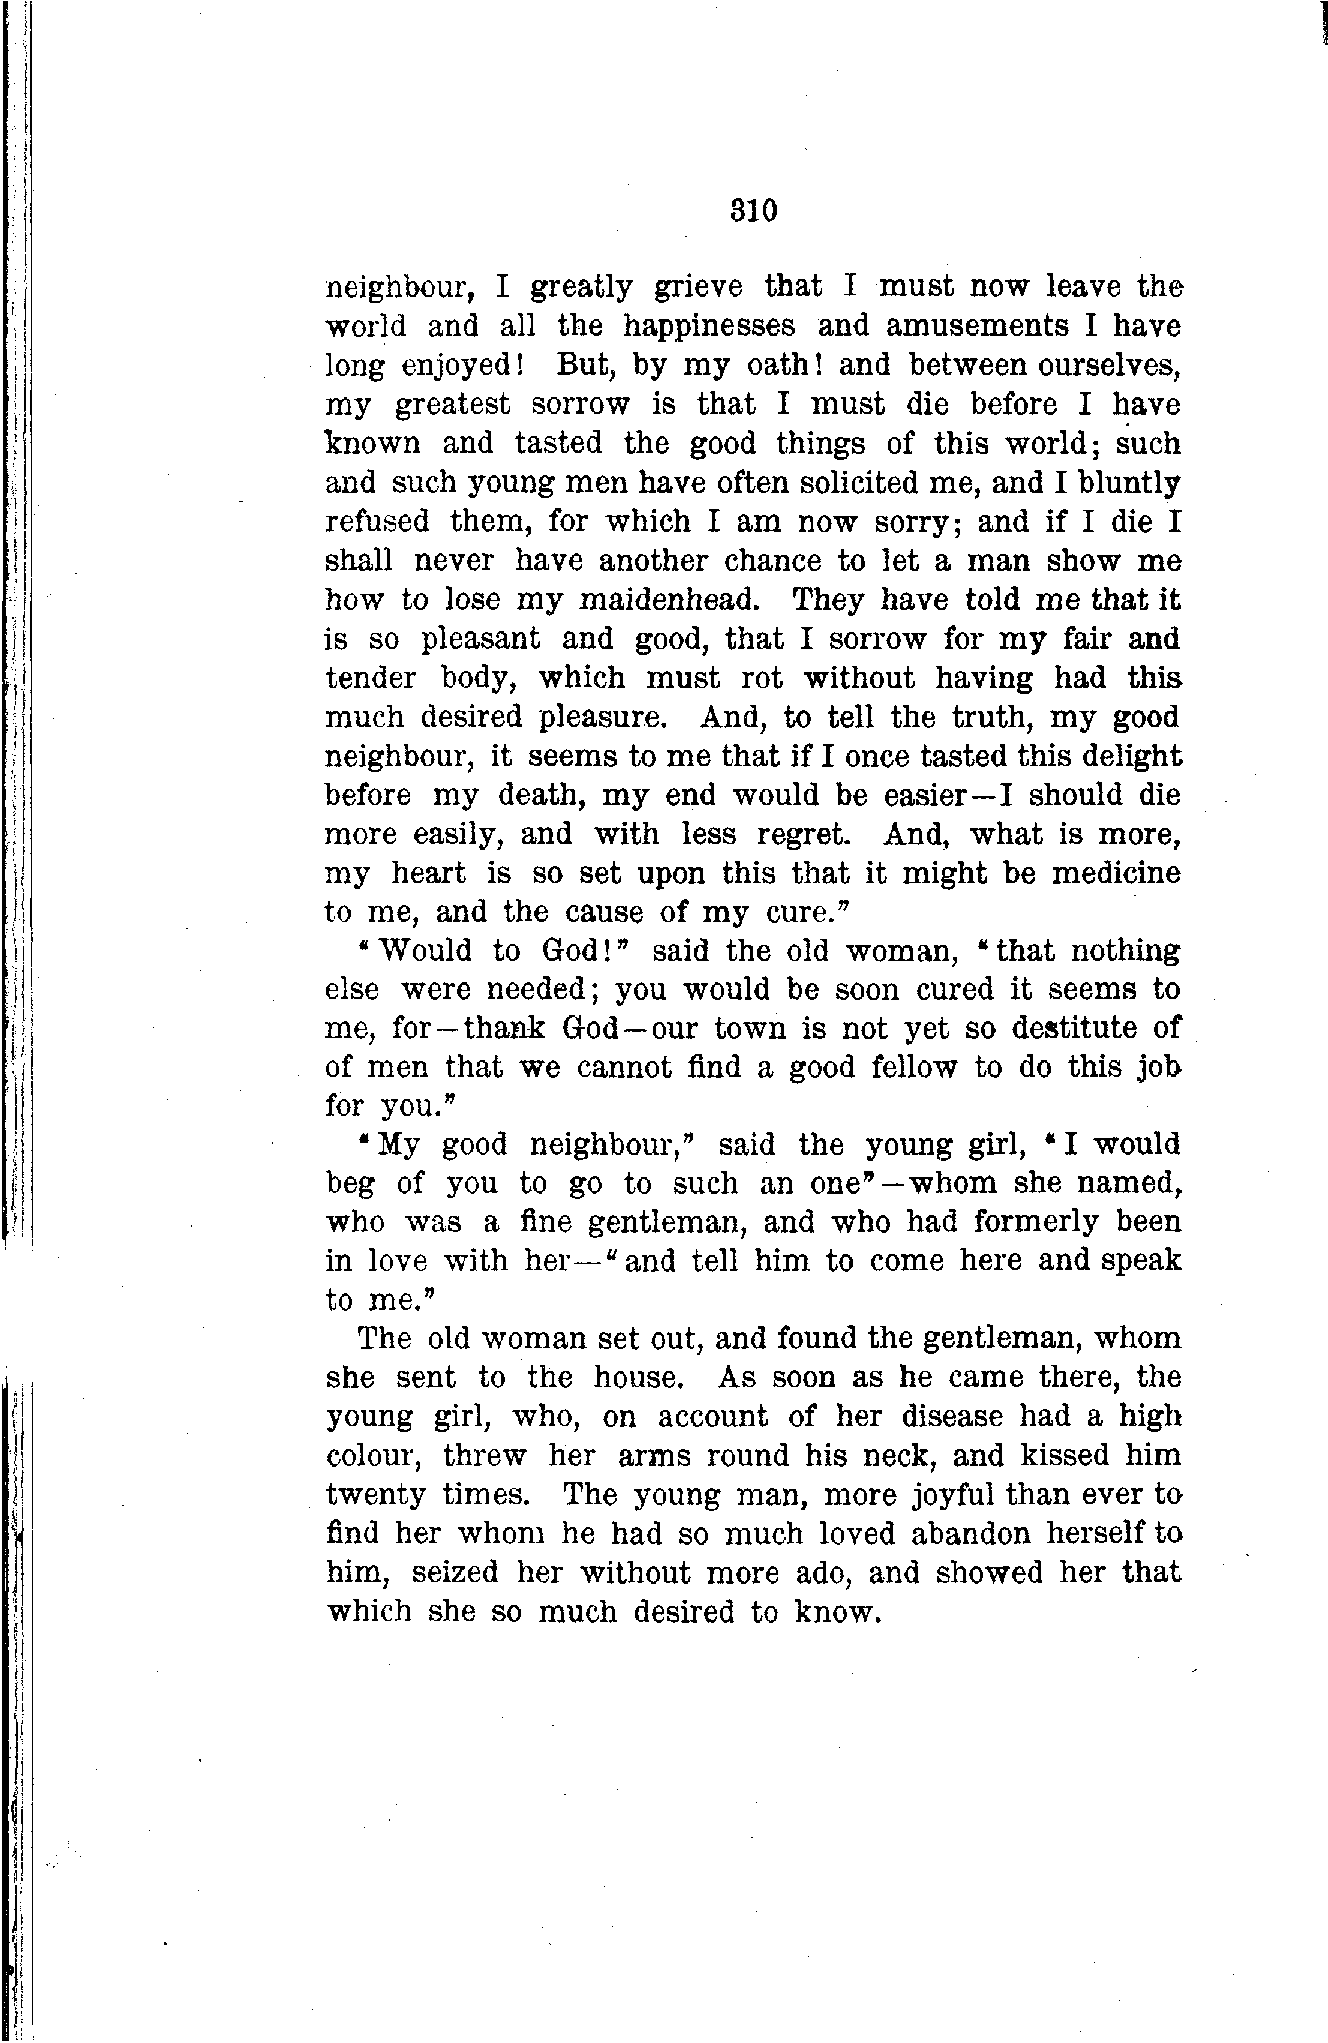 310
neighbour, I greatly grieve that I must now leave the
world and all the happinesses and amusements I have
long enjoyed! But, by my oath! and between ourselves,
my greatest sorrow is that I must die before I have
known and tasted the good things of this world; such
and such young men have often solicited me, and I bluntly
refused them, for which I am now sorry; and if I die I
shall never have another chance to let a man show me
how to lose my maidenhead. They have told me that it
is so pleasant and good, that I sorrow for my fair and
tender body, which must rot without having had this
much desired pleasure. And, to tell the truth, my good
neighbour, it seems to me that if I once tasted this delight
before my death, my end would be easier—I should die
more easily, and with less regret. And, what is more,
my heart is so set upon this that it might be medicine
to me, and the cause of my cure.”
“Would to God!” said the old woman, “that nothing
else were needed; you would be soon cured it seems to
me, for—thank God—our town is not yet so destitute of
of men that we cannot find a good fellow to do this job
for you.”
“My good neighbour,” said the young girl, “I would
beg of you to go to such an one”—whom she named,
who was a fine gentleman, and who had formerly been
in love with her—“and tell him to come here and speak
to me.”
The old woman set out, and found the gentleman, whom
she sent to the house. As soon as he came there, the
young girl, who, on account of her disease had a high
colour, threw her arms round his neck, and kissed him
twenty times. The young man, more joyful than ever to
find her whom he had so much loved abandon herself to
him, seized her without more ado, and showed her that
which she so much desired to know.